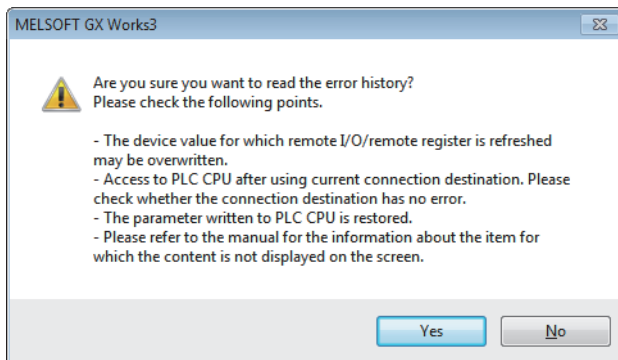 MELSOFT GX Works3
Are you sure you want to read the error history?
Please check the following points.
- The device value for which remote I/O/remote register is refreshed
may be overwritten.
- Access to PLC CPU after using current connection destination. Please
check whether the connection destination has no error.
- The parameter written to PLC CPU is restored.
- Please refer to the manual for the information about the item for
which the content is not displayed on the screen.
Yes No